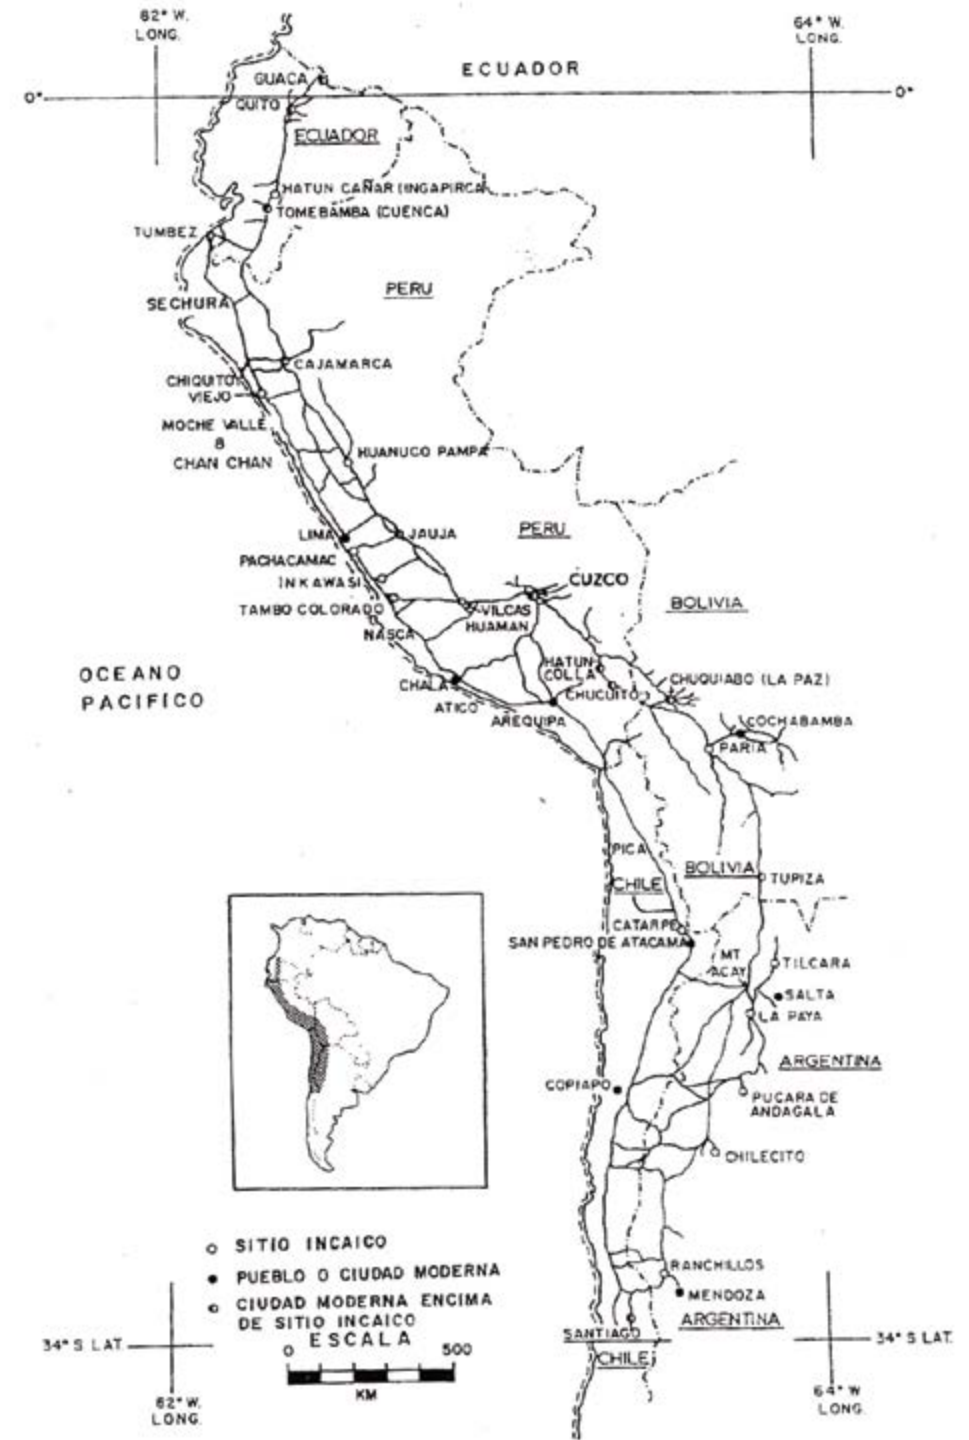 82° W. LONG.
64° W. LONG.
ECUADOR
0°
0°
GUACA
QUITO
ECUADOR
HATUN CAÑAR (INGAPIRCA
TOMEBAMBA (CUENCA)
TUMBEZ
PERU
SECHURA
CAJAMARCA
CHIQUITOY
VIEJO
MOCHE VALLE
8
CHAN CHAN
HUANUCO PAMPA
LIMA
JAUJA
PERU
PACHACAMAC
INKAWASI
CUZCO
TAMBO COLORADO
VILCAS
HUAMAN
BOLIVIA
NASCA
OCEANO
PACIFICO
HATUN
COLLA
CHUQUIABO (LA PAZ)
CHALA
CHUCUITO
ATICO
AREQUIPA
COCHABAMBA
PARIA
PICA
BOLIVIA
TUPIZA
CHILE
CATARPE
SAN PEDRO DE ATACAMA
MT
ACAY
TILCARA
SALTA
LA PAYA
ARGENTINA
COPIAPO
PUCARA DE
ANDAGALA
CHILECITO
SITIO INCAICO
PUEBLO O CIUDAD MODERNA
CIUDAD MODERNA ENCIMA
DE SITIO INCAICO
RANCHILLOS
MENDOZA
ARGENTINA
SANTIAGO
CHILE
34° S LAT.
34° S LAT.
ESCALA
0 500
KM
82° W.
LONG.
64° W.
LONG.